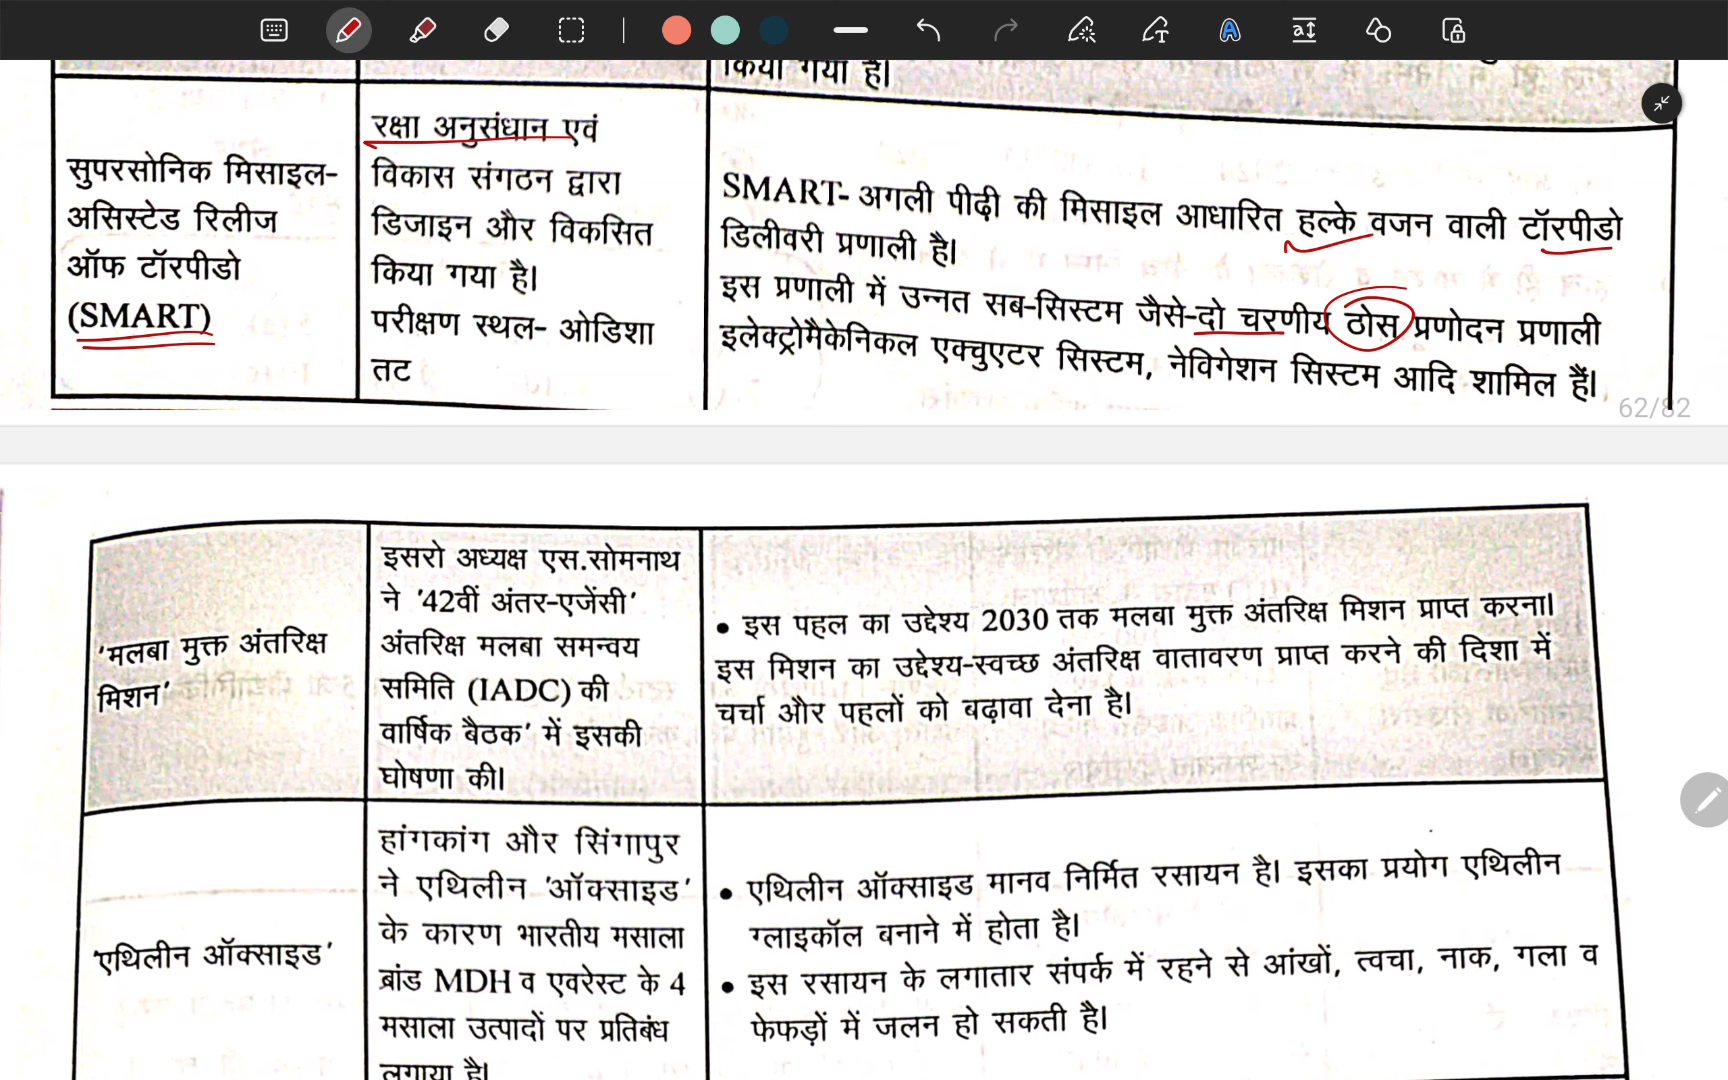 किया गया है।
सुपरसोनिक मिसाइल-
असिस्टेड रिलीज
ऑफ टॉरपीडो
(SMART)
रक्षा अनुसंधान एवं
विकास संगठन द्वारा
डिजाइन और विकसित
किया गया है।
परीक्षण स्थल- ओडिशा
तट
SMART- अगली पीढ़ी की मिसाइल आधारित हल्के वजन वाली टॉरपीडो
डिलीवरी प्रणाली है।
इस प्रणाली में उन्नत सब-सिस्टम जैसे-दो चरणीय ठोस प्रणोदन प्रणाली
इलेक्ट्रोमैकेनिकल एक्चुएटर सिस्टम, नेविगेशन सिस्टम आदि शामिल हैं।
62/82
'मलबा मुक्त अंतरिक्ष
मिशन'
इसरो अध्यक्ष एस.सोमनाथ
ने '42वीं अंतर-एजेंसी'
अंतरिक्ष मलबा समन्वय
समिति (IADC) की
वार्षिक बैठक' में इसकी
घोषणा की।
• इस पहल का उद्देश्य 2030 तक मलबा मुक्त अंतरिक्ष मिशन प्राप्त करना।
इस मिशन का उद्देश्य-स्वच्छ अंतरिक्ष वातावरण प्राप्त करने की दिशा में
चर्चा और पहलों को बढ़ावा देना है।
'एथिलीन ऑक्साइड'
हांगकांग और सिंगापुर
ने एथिलीन 'ऑक्साइड'
के कारण भारतीय मसाला
ब्रांड MDH व एवरेस्ट के 4
मसाला उत्पादों पर प्रतिबंध
लगाया है।
• एथिलीन ऑक्साइड मानव निर्मित रसायन है। इसका प्रयोग एथिलीन
ग्लाइकॉल बनाने में होता है।
• इस रसायन के लगातार संपर्क में रहने से आंखों, त्वचा, नाक, गला व
फेफड़ों में जलन हो सकती है।